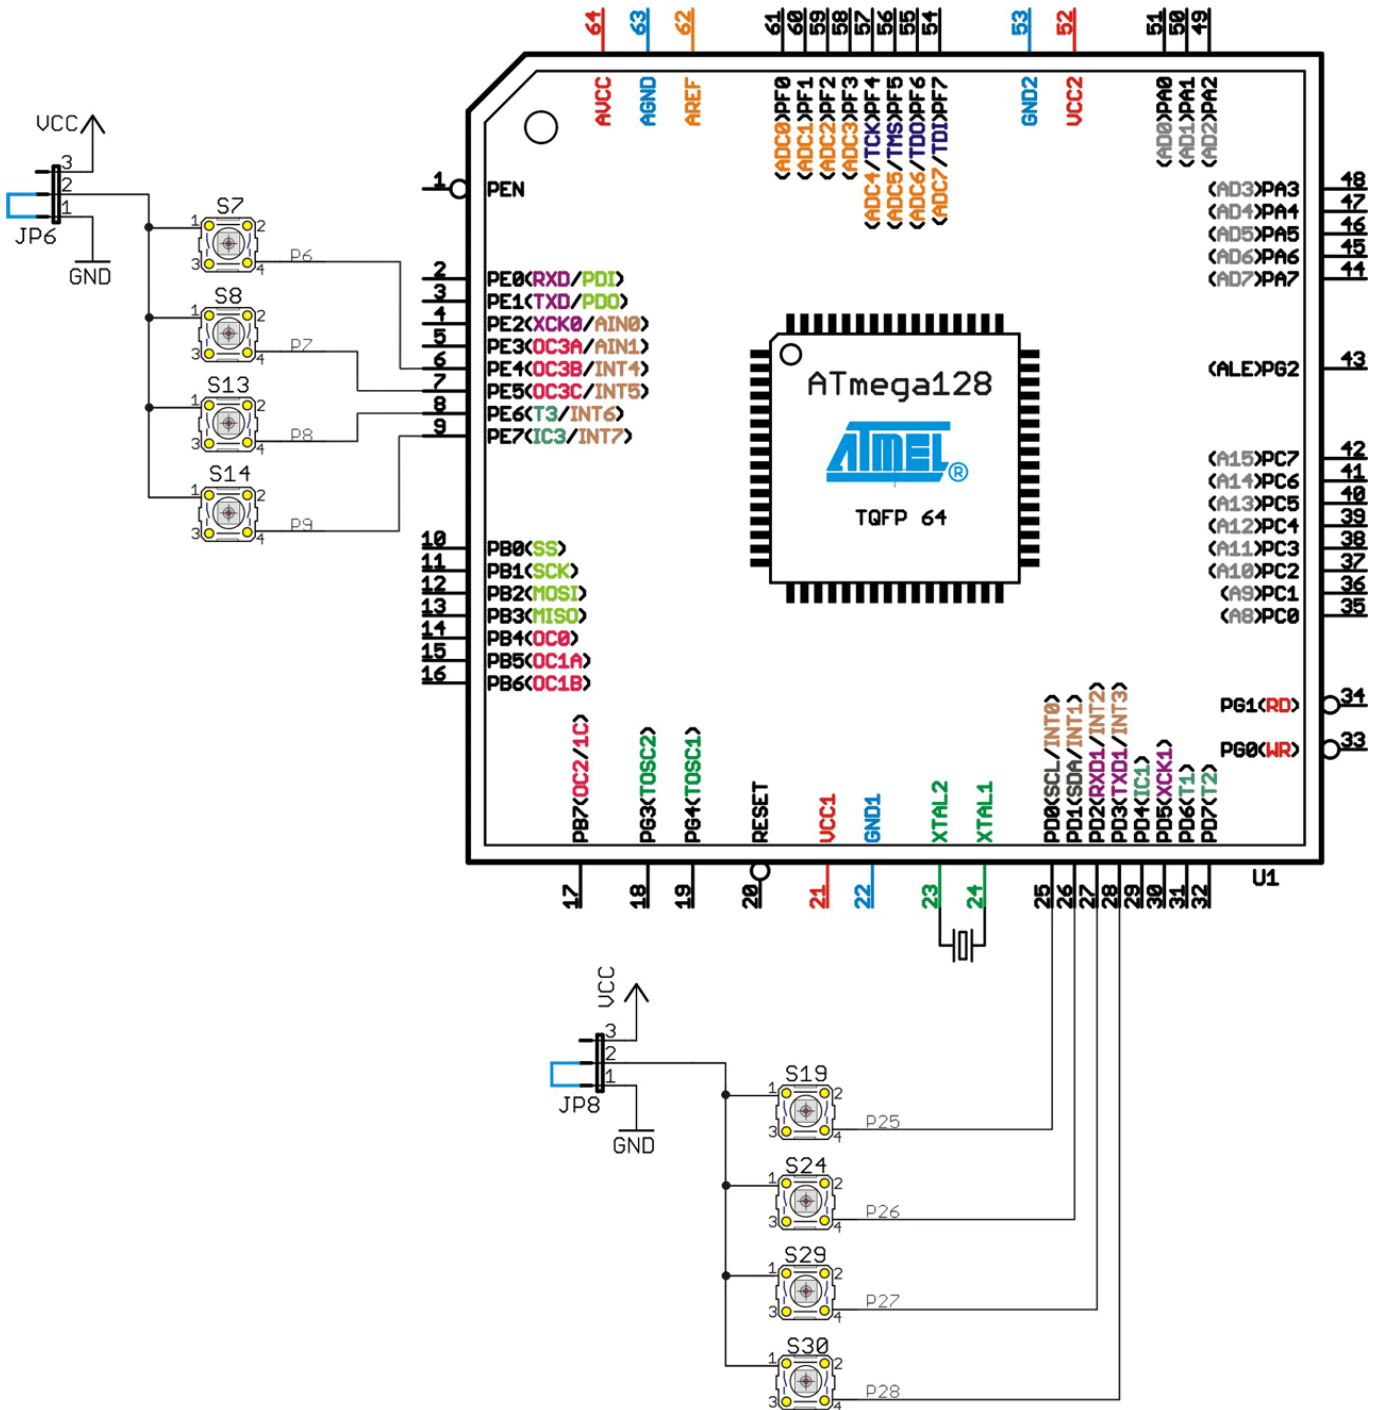 64 63 62 61 60 59 58 57 56 55 54 53 52 51 50 49
AVCC
AGND
AREF
(ADC0)PF0
(ADC1)PF1
(ADC2)PF2
(ADC3)PF3
(ADC4/TCK)PF4
(ADC5/TMS)PF5
(ADC6/TDO)PF6
(ADC7/TDI)PF7
GND2
VCC2
(AD0)PA0
(AD1)PA1
(AD2)PA2
VCC
3
2
1
JP6
GND
S7
1 2
3 4
P6
S8
1 2
3 4
P7
S13
1 2
3 4
P8
S14
1 2
3 4
P9
1 PEN
2 PE0(RXD/PDI)
3 PE1(TXD/PDO)
4 PE2(XCK0/AIN0)
5 PE3(OC3A/AIN1)
6 PE4(OC3B/INT4)
7 PE5(OC3C/INT5)
8 PE6(T3/INT6)
9 PE7(IC3/INT7)
10 PB0(SS)
11 PB1(SCK)
12 PB2(MOSI)
13 PB3(MISO)
14 PB4(OC0)
15 PB5(OC1A)
16 PB6(OC1B)
ATmega128
ATMEL®
TQFP 64
(AD3)PA3 48
(AD4)PA4 47
(AD5)PA5 46
(AD6)PA6 45
(AD7)PA7 44
(ALE)PG2 43
(A15)PC7 42
(A14)PC6 41
(A13)PC5 40
(A12)PC4 39
(A11)PC3 38
(A10)PC2 37
(A9)PC1 36
(A8)PC0 35
PG1(RD) 34
PG0(WR) 33
PB7(OC2/1C)
PG3(TOSC2)
PG4(TOSC1)
RESET
VCC1
GND1
XTAL2
XTAL1
PD0(SCL/INT0)
PD1(SDA/INT1)
PD2(RXD1/INT2)
PD3(TXD1/INT3)
PD4(IC1)
PD5(XCK1)
PD6(T1)
PD7(T2)
U1
17 18 19 20 21 22 23 24 25 26 27 28 29 30 31 32
VCC
3
2
1
JP8
GND
S19
1 2
3 4
P25
S24
1 2
3 4
P26
S29
1 2
3 4
P27
S30
1 2
3 4
P28